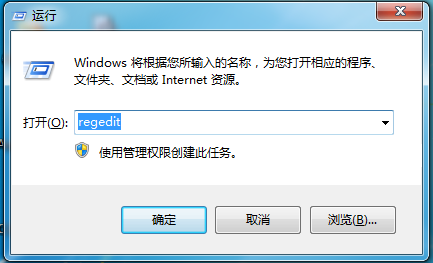 运行
Windows 将根据您所输入的名称，为您打开相应的程序、
文件夹、文档或 Internet 资源。
打开(O): regedit
使用管理权限创建此任务。
确定 取消 浏览(B)...